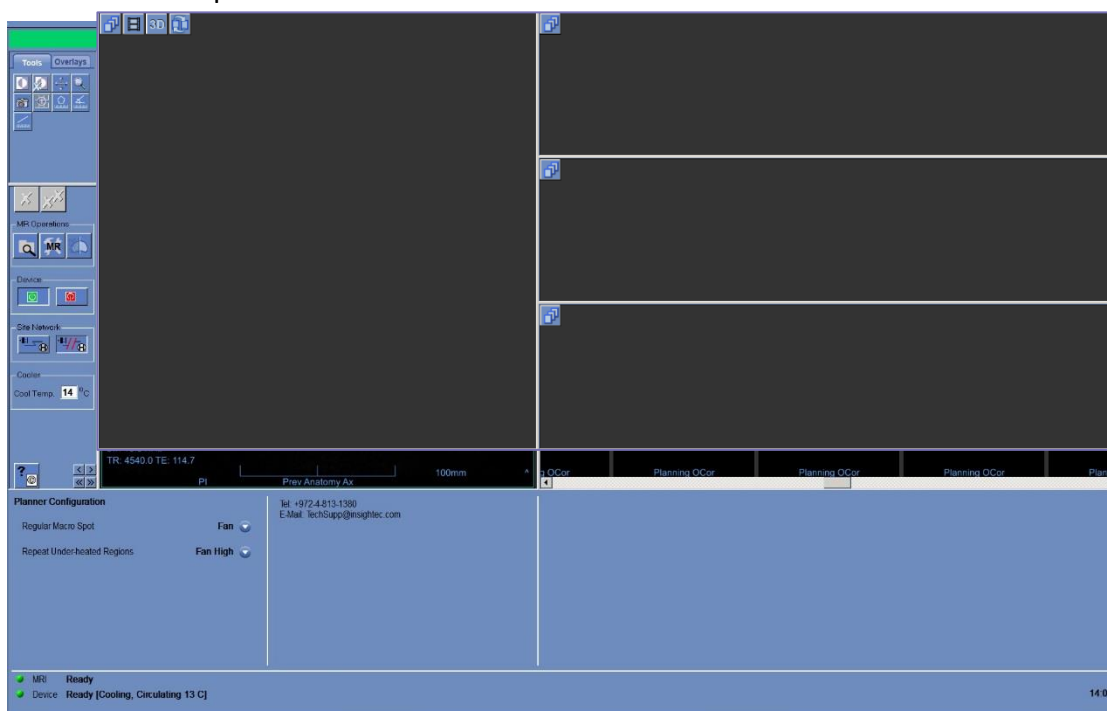 3D
Tools Overlays
MR Operations
MR
Device
Site Network
Cooler
Cool Temp. 14 °C
TR: 4540.0 TE: 114.7
100mm
PI Prev Anatomy Ax
OCor Planning OCor Planning OCor Planning OCor
Planner Configuration
Regular Macro Spot Fan
Repeat Under-heated Regions Fan High
Tel: +972-4-813-1380
E-Mail: TechSupp@insightec.com
MRI Ready
Device Ready [Cooling, Circulating 13 C]